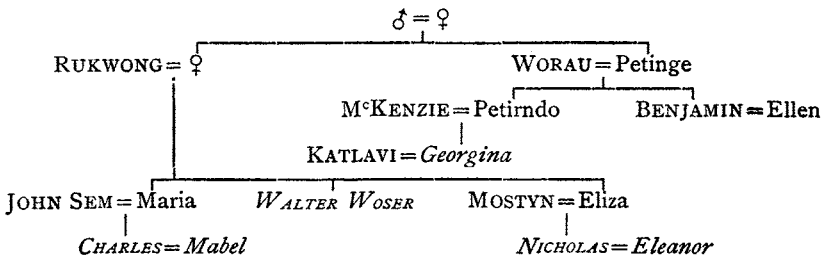 ♂ = ♀
RUKWONG = ♀ WORAU = Petinge
McKENZIE = Petirndo BENJAMIN = Ellen
KATLAVI = Georgina
JOHN SEM = Maria WALTER WOSER MOSTYN = Eliza
CHARLES = Mabel NICHOLAS = Eleanor